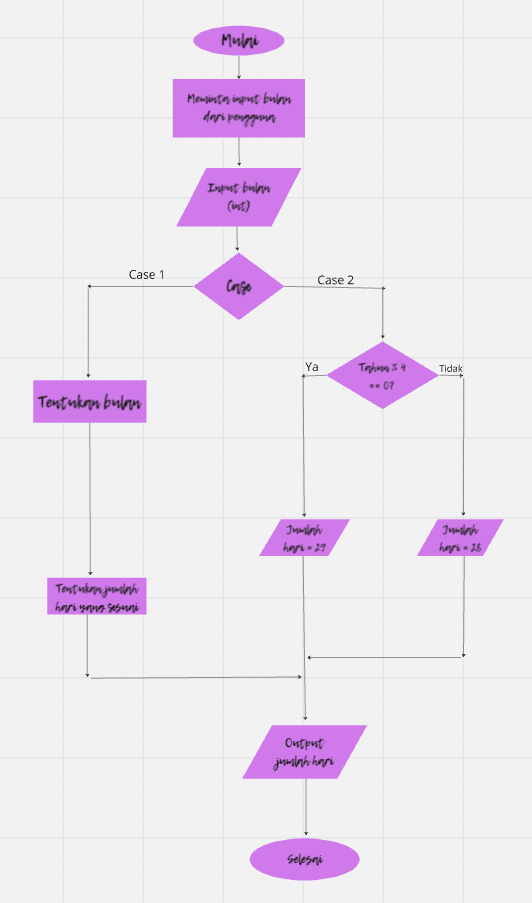 Mulai
Meminta input bulan
dari pengguna
Input bulan
(int)
Case
Case 1
Case 2
Tentukan bulan
Tahun % 4
== 0?
Ya
Tidak
Jumlah
hari = 29
Jumlah
hari = 28
Tentukan jumlah
hari yang sesuai
Output
jumlah hari
Selesai